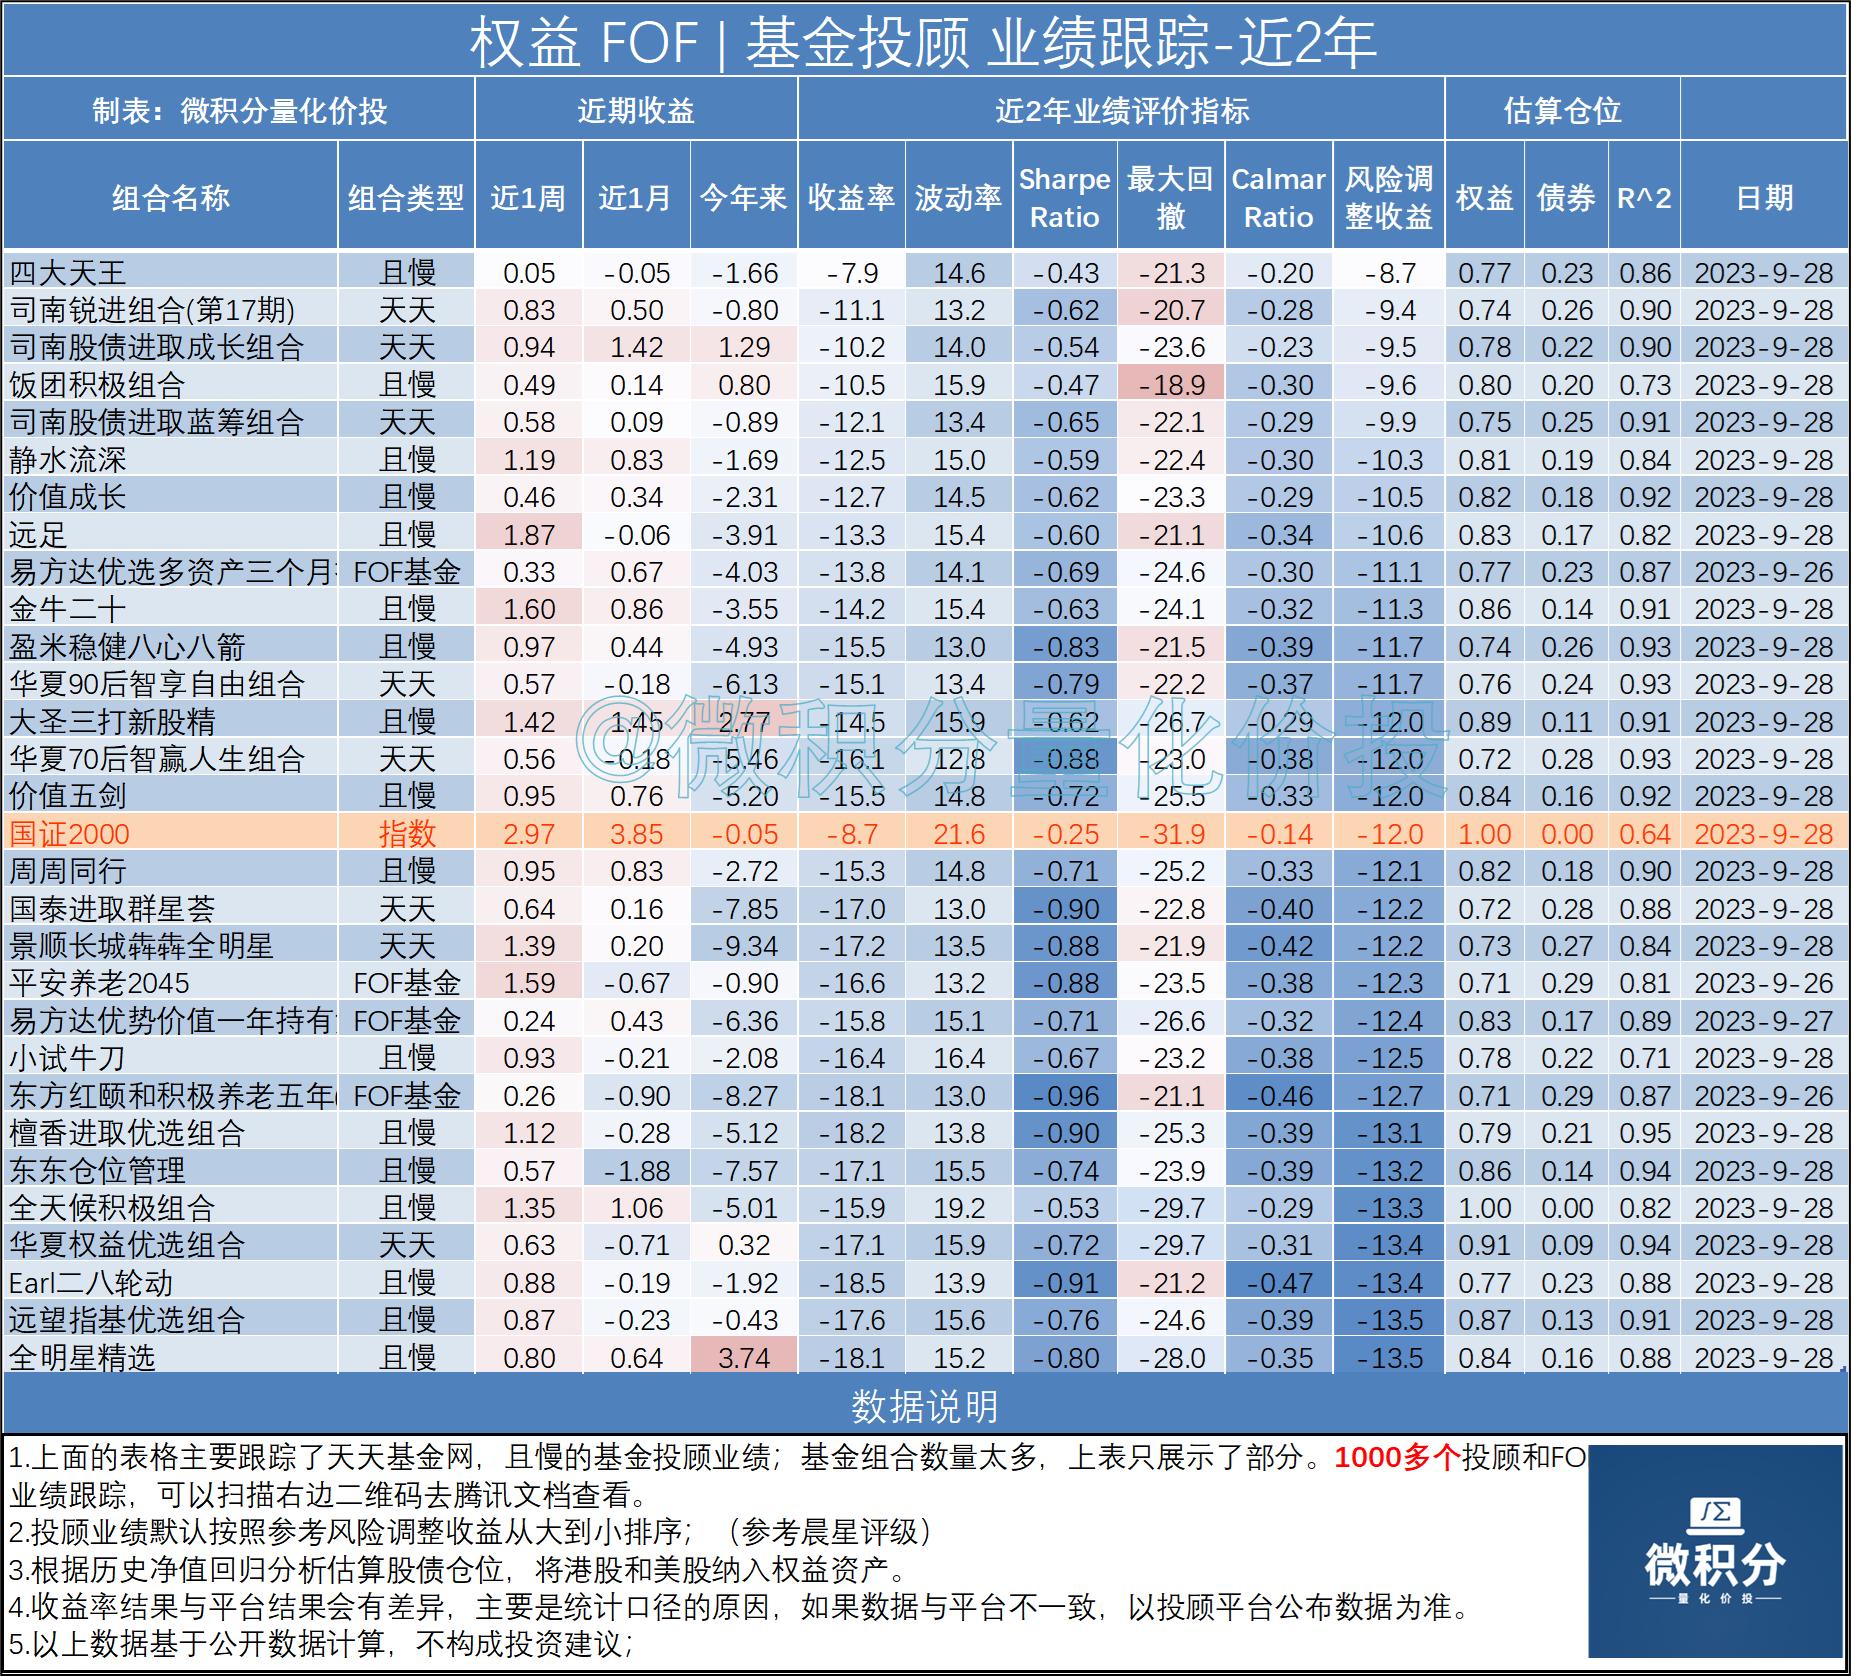 权益 FOF | 基金投顾 业绩跟踪-近2年
制表：微积分量化价投 近期收益 近2年业绩评价指标 估算仓位
组合名称 组合类型 近1周 近1月 今年来 收益率 波动率 Sharpe Ratio 最大回撤 Calmar Ratio 风险调整收益 权益 债券 R^2 日期
四大天王 且慢 0.05 -0.05 -1.66 -7.9 14.6 -0.43 -21.3 -0.20 -8.7 0.77 0.23 0.86 2023-9-28
司南锐进组合(第17期) 天天 0.83 0.50 -0.80 -11.1 13.2 -0.62 -20.7 -0.28 -9.4 0.74 0.26 0.90 2023-9-28
司南股债进取成长组合 天天 0.94 1.42 1.29 -10.2 14.0 -0.54 -23.6 -0.23 -9.5 0.78 0.22 0.90 2023-9-28
饭团积极组合 且慢 0.49 0.14 0.80 -10.5 15.9 -0.47 -18.9 -0.30 -9.6 0.80 0.20 0.73 2023-9-28
司南股债进取蓝筹组合 天天 0.58 0.09 -0.89 -12.1 13.4 -0.65 -22.1 -0.29 -9.9 0.75 0.25 0.91 2023-9-28
静水流深 且慢 1.19 0.83 -1.69 -12.5 15.0 -0.59 -22.4 -0.30 -10.3 0.81 0.19 0.84 2023-9-28
价值成长 且慢 0.46 0.34 -2.31 -12.7 14.5 -0.62 -23.3 -0.29 -10.5 0.82 0.18 0.92 2023-9-28
远足 且慢 1.87 -0.06 -3.91 -13.3 15.4 -0.60 -21.1 -0.34 -10.6 0.83 0.17 0.82 2023-9-28
易方达优选多资产三个月 FOF基金 0.33 0.67 -4.03 -13.8 14.1 -0.69 -24.6 -0.30 -11.1 0.77 0.23 0.87 2023-9-26
金牛二十 且慢 1.60 0.86 -3.55 -14.2 15.4 -0.63 -24.1 -0.32 -11.3 0.86 0.14 0.91 2023-9-28
盈米稳健八心八箭 且慢 0.97 0.44 -4.93 -15.5 13.0 -0.83 -21.5 -0.39 -11.7 0.74 0.26 0.93 2023-9-28
华夏90后智享自由组合 天天 0.57 -0.18 -6.13 -15.1 13.4 -0.79 -22.2 -0.37 -11.7 0.76 0.24 0.93 2023-9-28
大圣三打新股精 且慢 1.42 1.45 2.77 -14.5 15.9 -0.62 -26.7 -0.29 -12.0 0.89 0.11 0.91 2023-9-28
@微积分量化价投
华夏70后智赢人生组合 天天 0.56 -0.18 -5.46 -16.1 12.8 -0.88 -23.0 -0.38 -12.0 0.72 0.28 0.93 2023-9-28
价值五剑 且慢 0.95 0.76 -5.20 -15.5 14.8 -0.72 -25.5 -0.33 -12.0 0.84 0.16 0.92 2023-9-28
国证2000 指数 2.97 3.85 -0.05 -8.7 21.6 -0.25 -31.9 -0.14 -12.0 1.00 0.00 0.64 2023-9-28
周周同行 且慢 0.95 0.83 -2.72 -15.3 14.8 -0.71 -25.2 -0.33 -12.1 0.82 0.18 0.90 2023-9-28
国泰进取群星荟 天天 0.64 0.16 -7.85 -17.0 13.0 -0.90 -22.8 -0.40 -12.2 0.72 0.28 0.88 2023-9-28
景顺长城犇犇全明星 天天 1.39 0.20 -9.34 -17.2 13.5 -0.88 -21.9 -0.42 -12.2 0.73 0.27 0.84 2023-9-28
平安养老2045 FOF基金 1.59 -0.67 -0.90 -16.6 13.2 -0.88 -23.5 -0.38 -12.3 0.71 0.29 0.81 2023-9-26
易方达优势价值一年持有 FOF基金 0.24 0.43 -6.36 -15.8 15.1 -0.71 -26.6 -0.32 -12.4 0.83 0.17 0.89 2023-9-27
小试牛刀 且慢 0.93 -0.21 -2.08 -16.4 16.4 -0.67 -23.2 -0.38 -12.5 0.78 0.22 0.71 2023-9-28
东方红颐和积极养老五年( FOF基金 0.26 -0.90 -8.27 -18.1 13.0 -0.96 -21.1 -0.46 -12.7 0.71 0.29 0.87 2023-9-26
檀香进取优选组合 且慢 1.12 -0.28 -5.12 -18.2 13.8 -0.90 -25.3 -0.39 -13.1 0.79 0.21 0.95 2023-9-28
东东仓位管理 且慢 0.57 -1.88 -7.57 -17.1 15.5 -0.74 -23.9 -0.39 -13.2 0.86 0.14 0.94 2023-9-28
全天候积极组合 且慢 1.35 1.06 -5.01 -15.9 19.2 -0.53 -29.7 -0.29 -13.3 1.00 0.00 0.82 2023-9-28
华夏权益优选组合 天天 0.63 -0.71 0.32 -17.1 15.9 -0.72 -29.7 -0.31 -13.4 0.91 0.09 0.94 2023-9-28
Earl二八轮动 且慢 0.88 -0.19 -1.92 -18.5 13.9 -0.91 -21.2 -0.47 -13.4 0.77 0.23 0.88 2023-9-28
远望指基优选组合 且慢 0.87 -0.23 -0.43 -17.6 15.6 -0.76 -24.6 -0.39 -13.5 0.87 0.13 0.91 2023-9-28
全明星精选 且慢 0.80 0.64 3.74 -18.1 15.2 -0.80 -28.0 -0.35 -13.5 0.84 0.16 0.88 2023-9-28
数据说明
1.上面的表格主要跟踪了天天基金网，且慢的基金投顾业绩；基金组合数量太多，上表只展示了部分。1000多个投顾和FO
业绩跟踪，可以扫描右边二维码去腾讯文档查看。
2.投顾业绩默认按照参考风险调整收益从大到小排序；（参考晨星评级）
3.根据历史净值回归分析估算股债仓位，将港股和美股纳入权益资产。
4.收益率结果与平台结果会有差异，主要是统计口径的原因，如果数据与平台不一致，以投顾平台公布数据为准。
5.以上数据基于公开数据计算，不构成投资建议；
∫Σ
微积分
量化价投